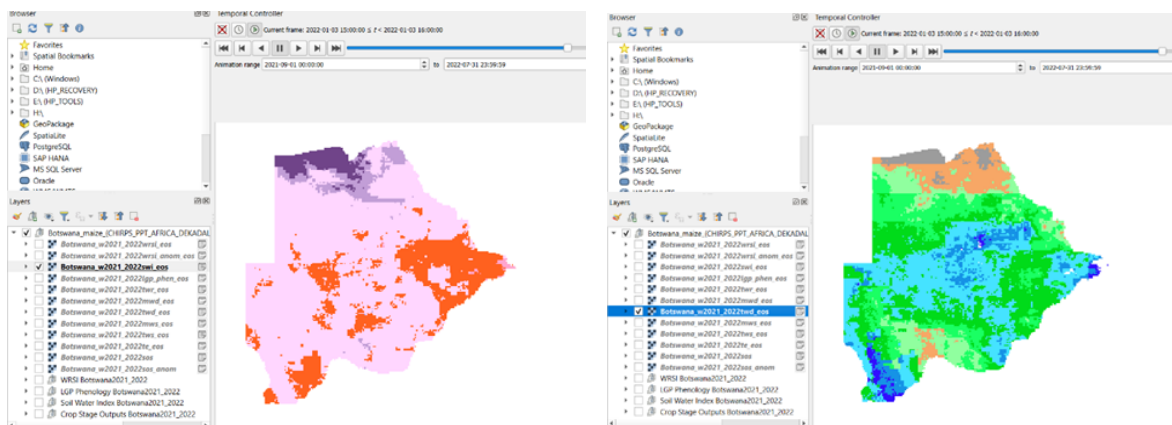 Browser
Favorites
Spatial Bookmarks
Home
C:\ (Windows)
D:\ (HP_RECOVERY)
E:\ (HP_TOOLS)
H:\
GeoPackage
SpatiaLite
PostgreSQL
SAP HANA
MS SQL Server
Oracle
Layers
Botswana_maize_(CHIRPS_PPT_AFRICA_DEKADAL
Botswana_w2021_2022wrsi_eos
Botswana_w2021_2022wrsi_anom_eos
Botswana_w2021_2022swi_eos
Botswana_w2021_2022lgp_phen_eos
Botswana_w2021_2022twr_eos
Botswana_w2021_2022mwd_eos
Botswana_w2021_2022twd_eos
Botswana_w2021_2022mws_eos
Botswana_w2021_2022tws_eos
Botswana_w2021_2022te_eos
Botswana_w2021_2022sos
Botswana_w2021_2022sos_anom
WRSI Botswana2021_2022
LGP Phenology Botswana2021_2022
Soil Water Index Botswana2021_2022
Crop Stage Outputs Botswana2021_2022
Temporal Controller
Current frame: 2022-01-03 15:00:00 ≤ t < 2022-01-03 16:00:00
Animation range 2021-09-01 00:00:00 to 2022-07-31 23:59:59
Browser
Favorites
Spatial Bookmarks
Home
C:\ (Windows)
D:\ (HP_RECOVERY)
E:\ (HP_TOOLS)
H:\
GeoPackage
SpatiaLite
PostgreSQL
SAP HANA
MS SQL Server
Oracle
Layers
Botswana_maize_(CHIRPS_PPT_AFRICA_DEKADAL
Botswana_w2021_2022wrsi_eos
Botswana_w2021_2022wrsi_anom_eos
Botswana_w2021_2022swi_eos
Botswana_w2021_2022lgp_phen_eos
Botswana_w2021_2022twr_eos
Botswana_w2021_2022mwd_eos
Botswana_w2021_2022twd_eos
Botswana_w2021_2022mws_eos
Botswana_w2021_2022tws_eos
Botswana_w2021_2022te_eos
Botswana_w2021_2022sos
Botswana_w2021_2022sos_anom
WRSI Botswana2021_2022
LGP Phenology Botswana2021_2022
Soil Water Index Botswana2021_2022
Crop Stage Outputs Botswana2021_2022
Temporal Controller
Current frame: 2022-01-03 15:00:00 ≤ t < 2022-01-03 16:00:00
Animation range 2021-09-01 00:00:00 to 2022-07-31 23:59:59